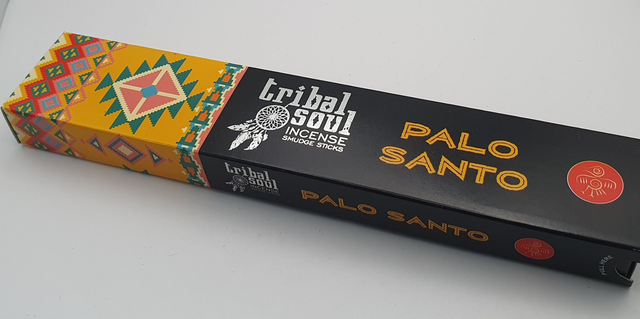 tribal
soul
INCENSE
SMUDGE STICKS
PALO
SANTO
tribal
soul
PALO SANTO